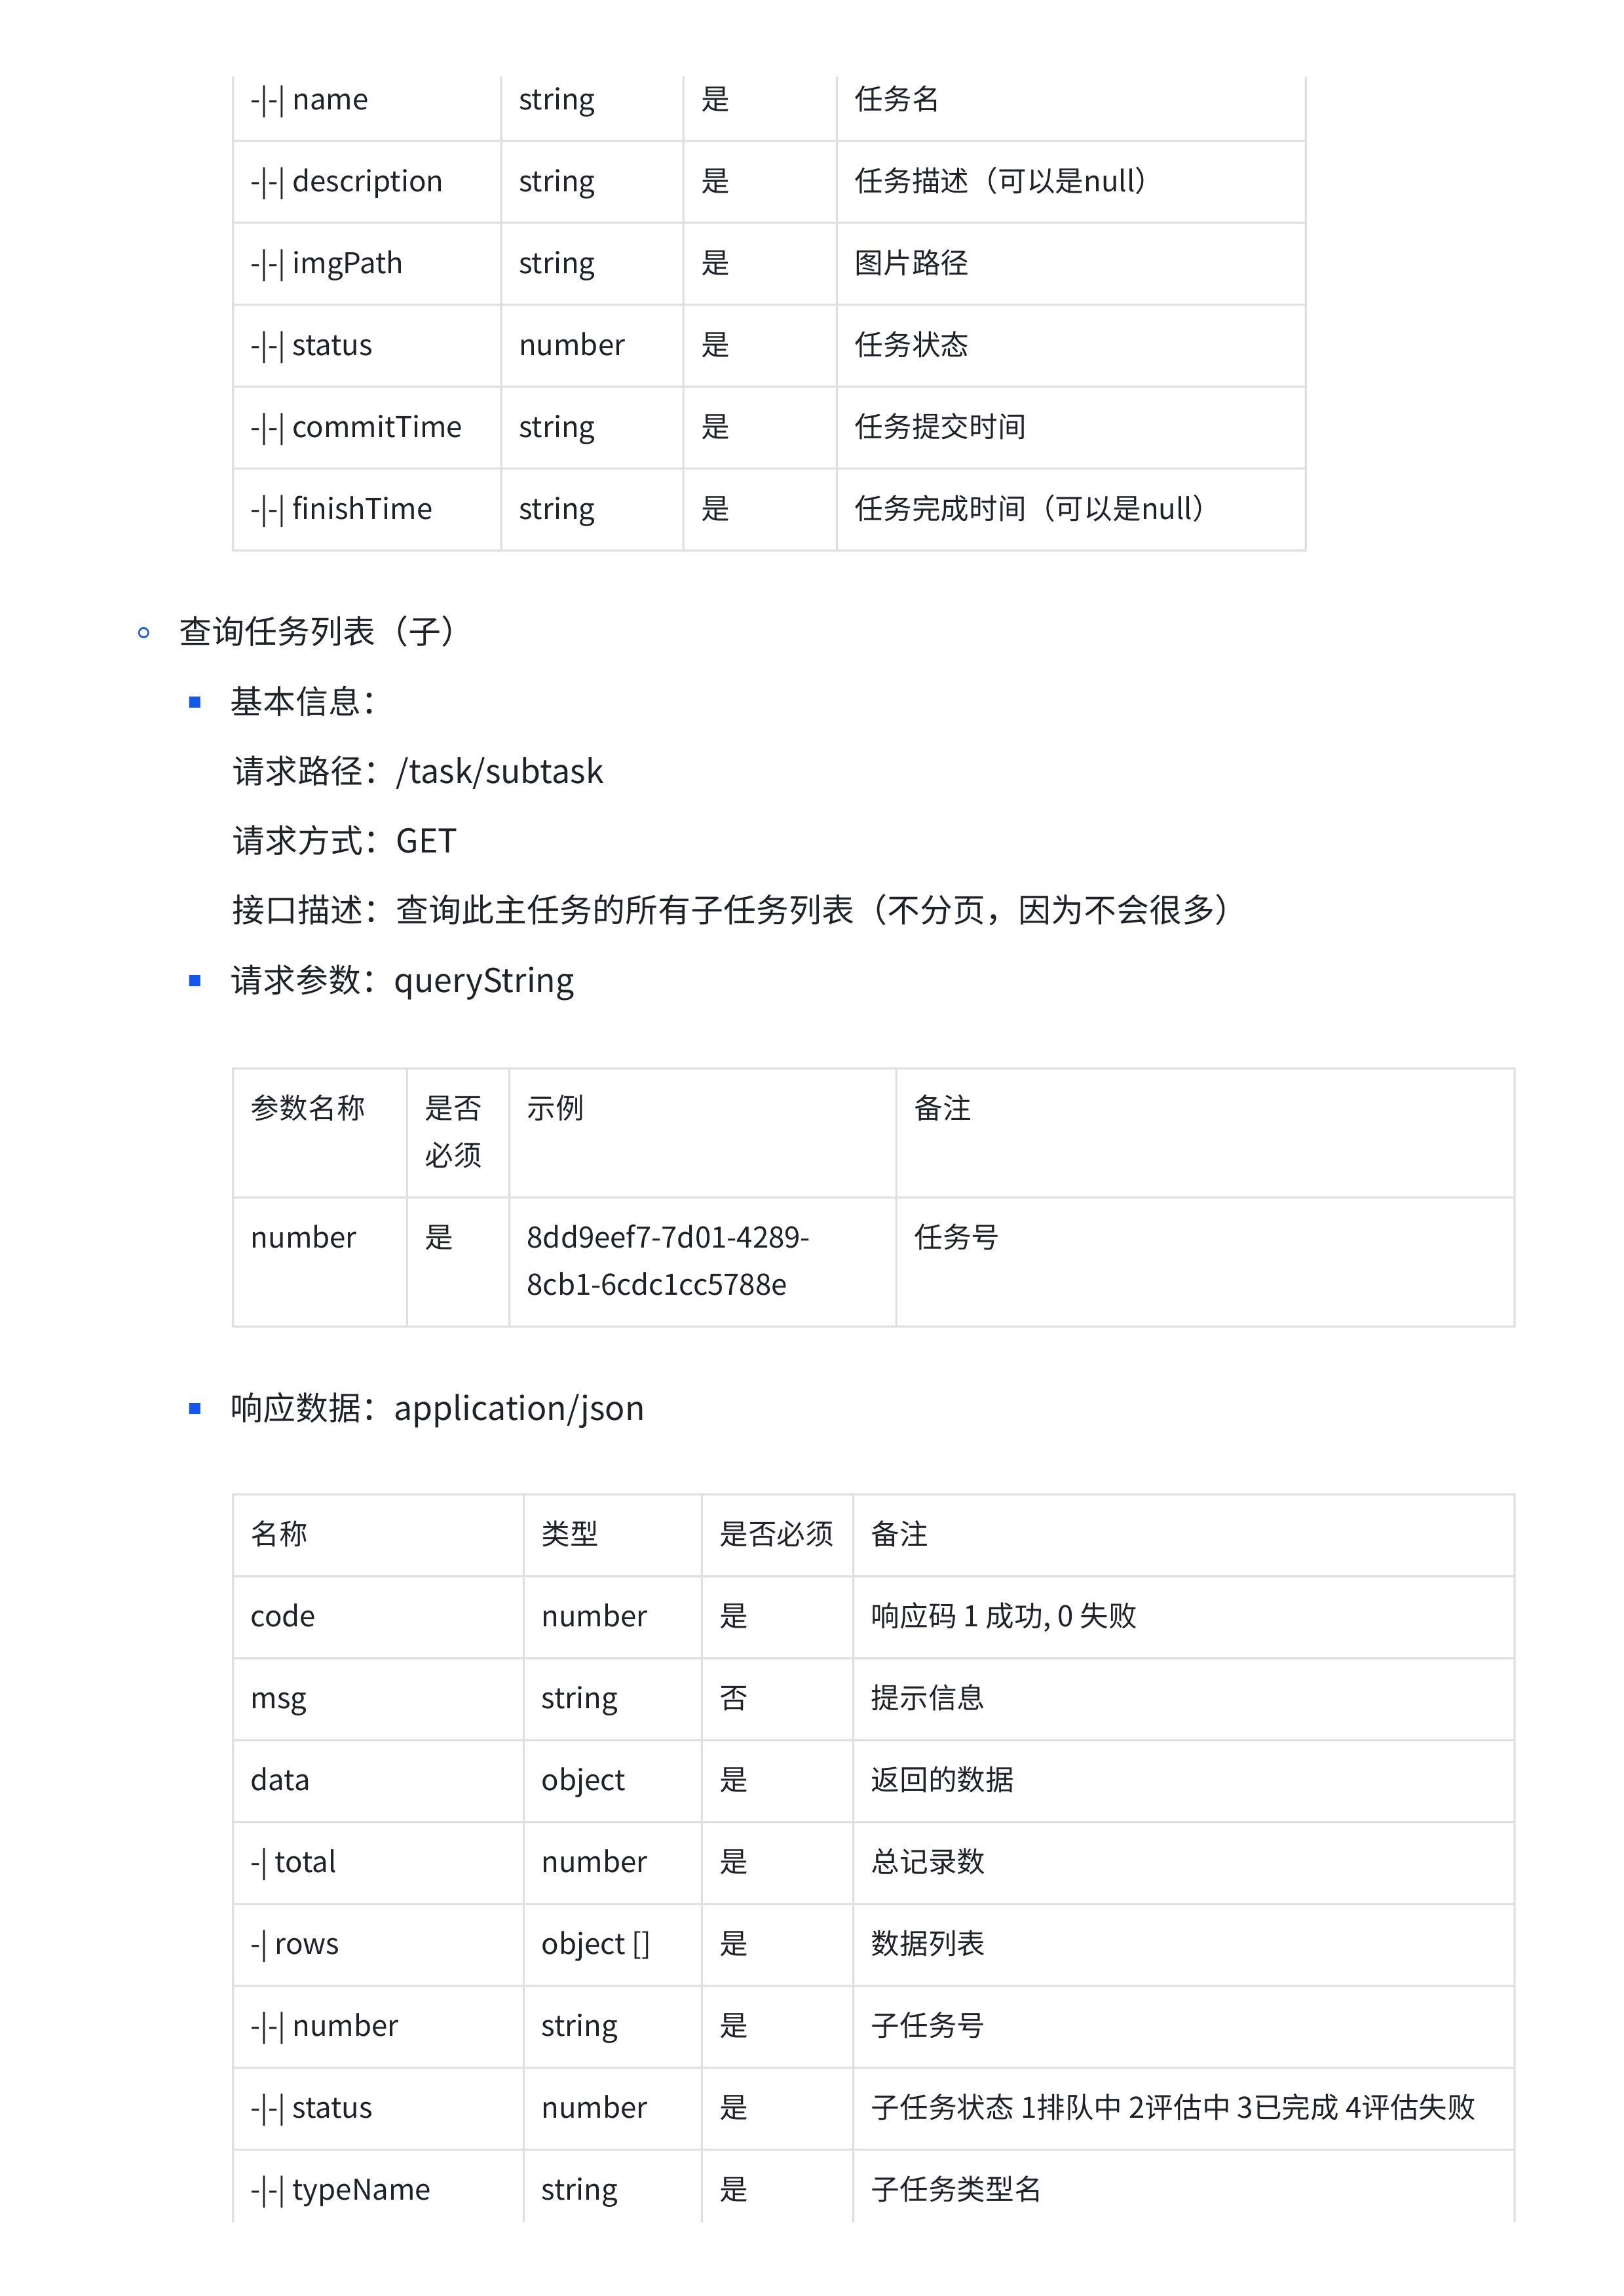 -|-| name string 是 任务名
-|-| description string 是 任务描述（可以是null）
-|-| imgPath string 是 图片路径
-|-| status number 是 任务状态
-|-| commitTime string 是 任务提交时间
-|-| finishTime string 是 任务完成时间（可以是null）
查询任务列表（子）
基本信息：
请求路径：/task/subtask
请求方式：GET
接口描述：查询此主任务的所有子任务列表（不分页，因为不会很多）
请求参数：queryString
参数名称 是否 示例 备注
必须
number 是 8dd9eef7-7d01-4289- 任务号
8cb1-6cdc1cc5788e
响应数据：application/json
名称 类型 是否必须 备注
code number 是 响应码 1 成功, 0 失败
msg string 否 提示信息
data object 是 返回的数据
-| total number 是 总记录数
-| rows object [] 是 数据列表
-|-| number string 是 子任务号
-|-| status number 是 子任务状态 1排队中 2评估中 3已完成 4评估失败
-|-| typeName string 是 子任务类型名